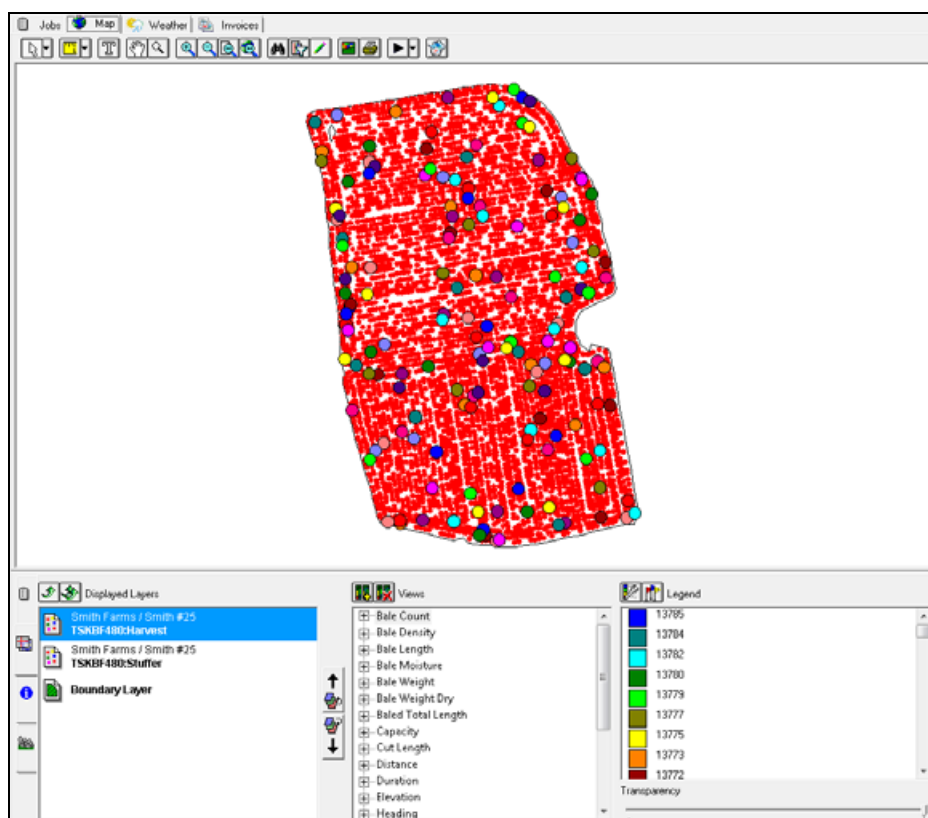 Jobs Map Weather Invoices
T
Displayed Layers
Smith Farms / Smith #25
TSKBF480:Harvest
Smith Farms / Smith #25
TSKBF480:Stuffer
Boundary Layer
Views
Bale Count
Bale Density
Bale Length
Bale Moisture
Bale Weight
Bale Weight Dry
Baled Total Length
Capacity
Cut Length
Distance
Duration
Elevation
Heading
Legend
13785
13784
13782
13780
13779
13777
13775
13773
13772
Transparency